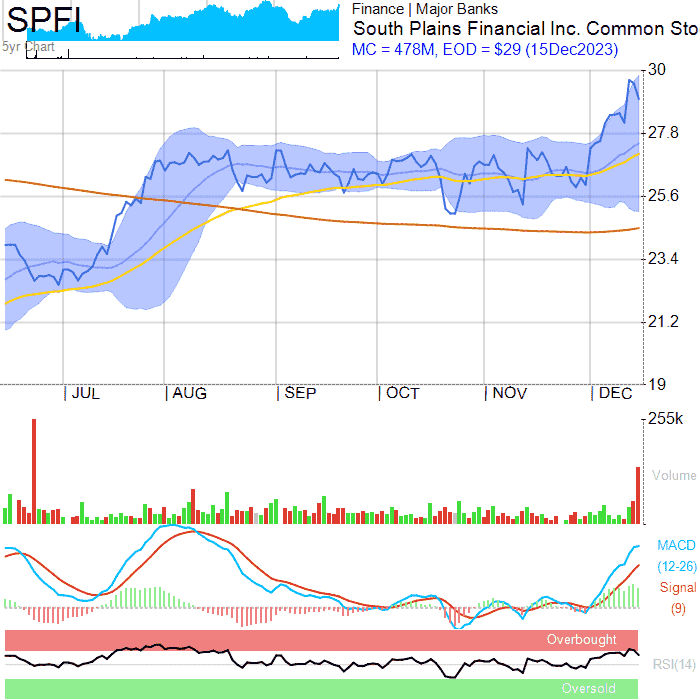 SPFI
5yr Chart
Finance | Major Banks
South Plains Financial Inc. Common Sto
MC = 478M, EOD = $29 (15Dec2023)
30
27.8
25.6
23.4
21.2
19
JUL AUG SEP OCT NOV DEC
255k
Volume
MACD
(12-26)
Signal
(9)
Overbought
RSI(14)
Oversold